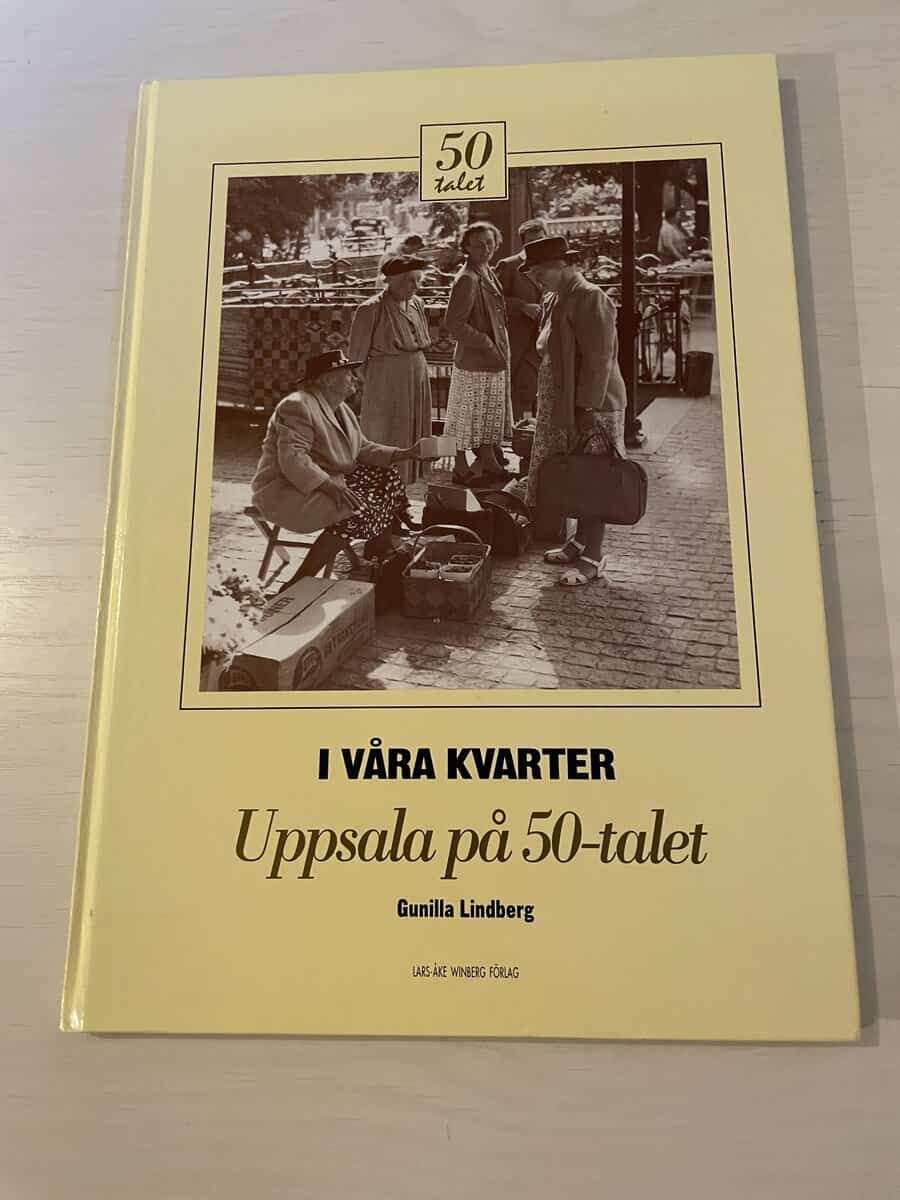 50
talet
I VÅRA KVARTER
Uppsala på 50-talet
Gunilla Lindberg
LARS-ÅKE WINBERG FÖRLAG